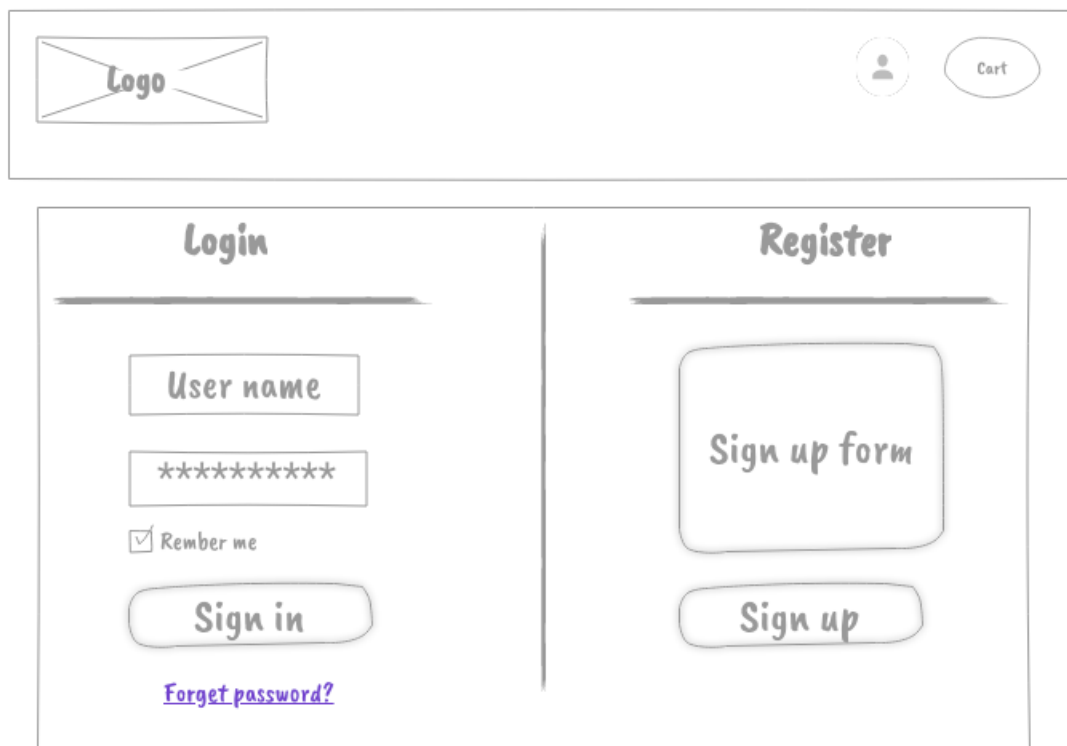 Logo
Cart
Login
User name
**********
Rember me
Sign in
Forget password?
Register
Sign up form
Sign up